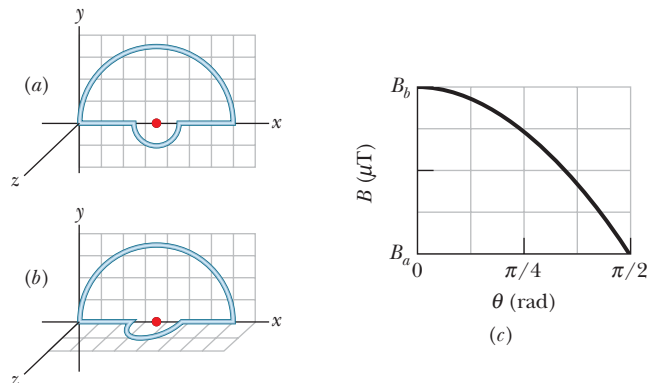 y
(a)
x
z
y
(b)
x
z
B_b
B (μT)
B_a
0
π/4
π/2
θ (rad)
(c)